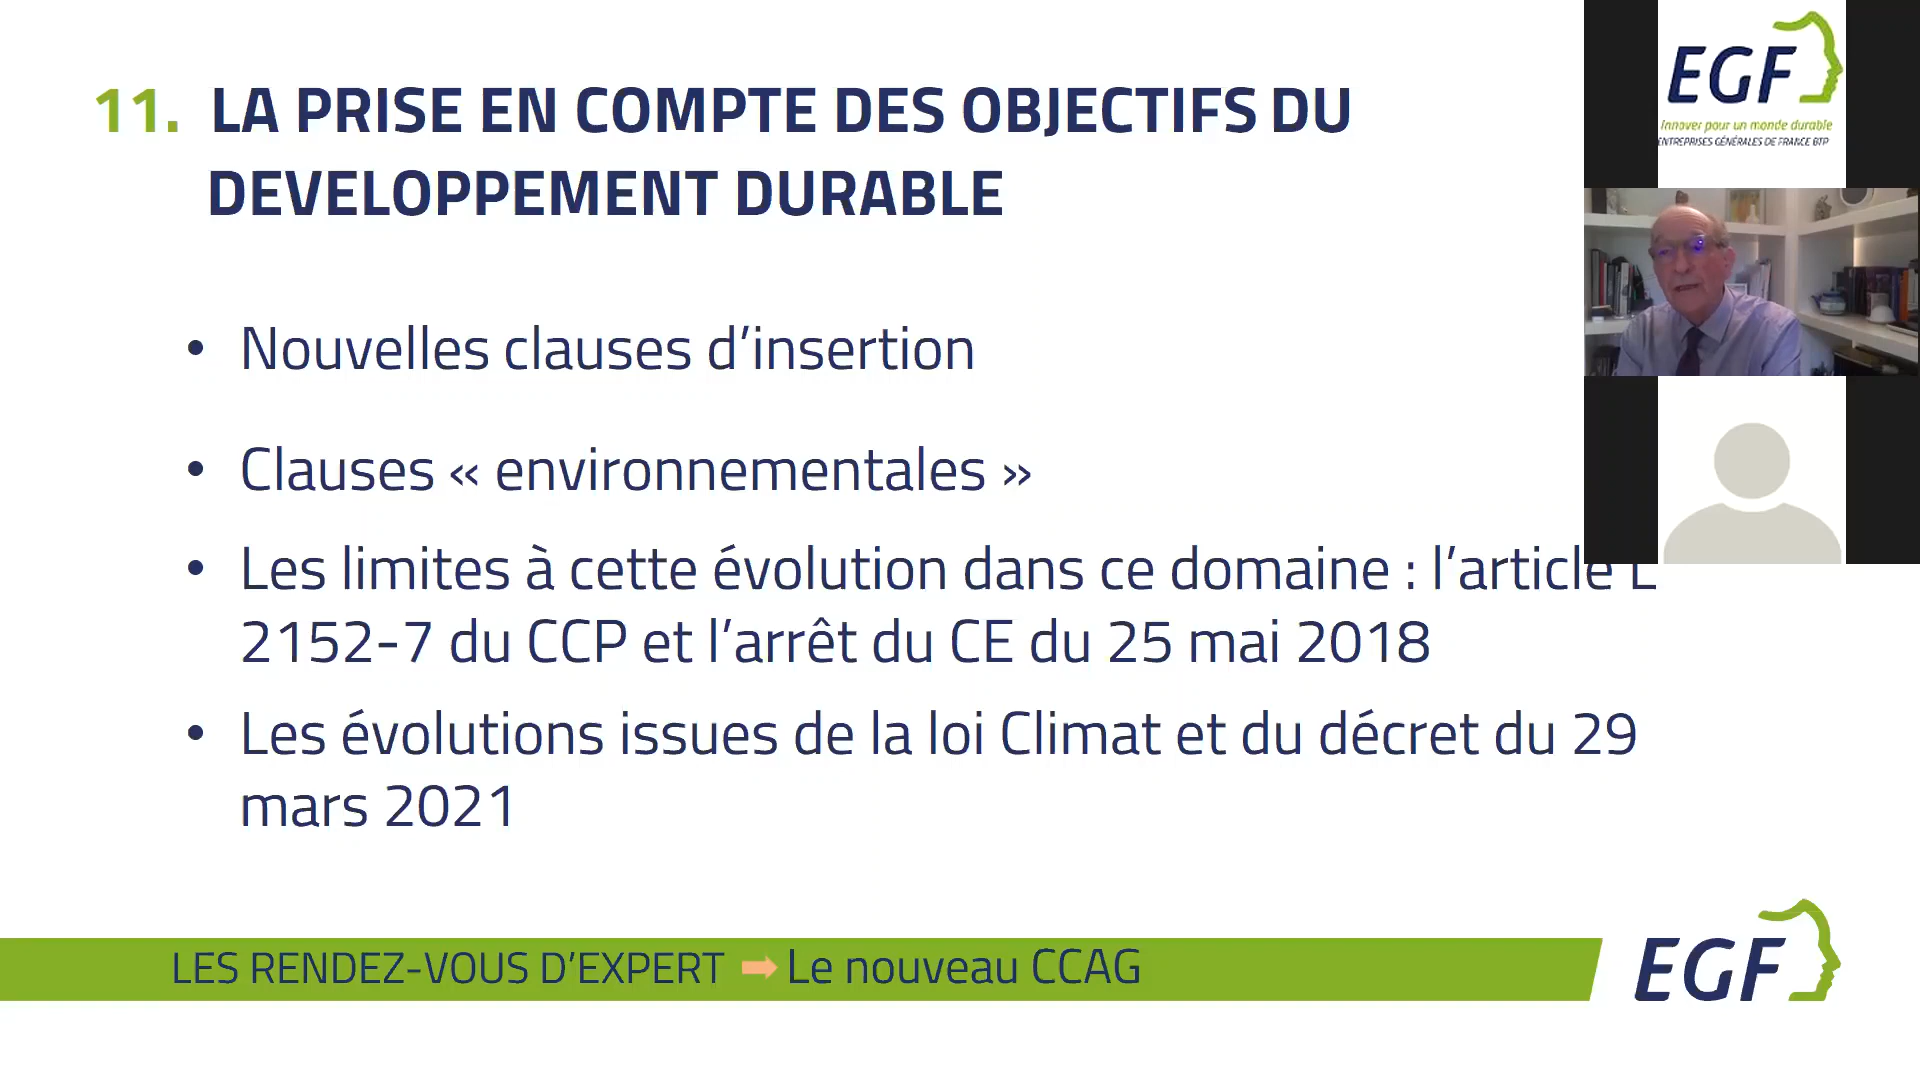 11. LA PRISE EN COMPTE DES OBJECTIFS DU
DEVELOPPEMENT DURABLE
• Nouvelles clauses d’insertion
• Clauses « environnementales »
• Les limites à cette évolution dans ce domaine : l’article L
2152-7 du CCP et l’arrêt du CE du 25 mai 2018
• Les évolutions issues de la loi Climat et du décret du 29
mars 2021
LES RENDEZ-VOUS D’EXPERT ➡ Le nouveau CCAG
EGF
EGF
Innover pour un monde durable
ENTREPRISES GÉNÉRALES DE FRANCE BTP